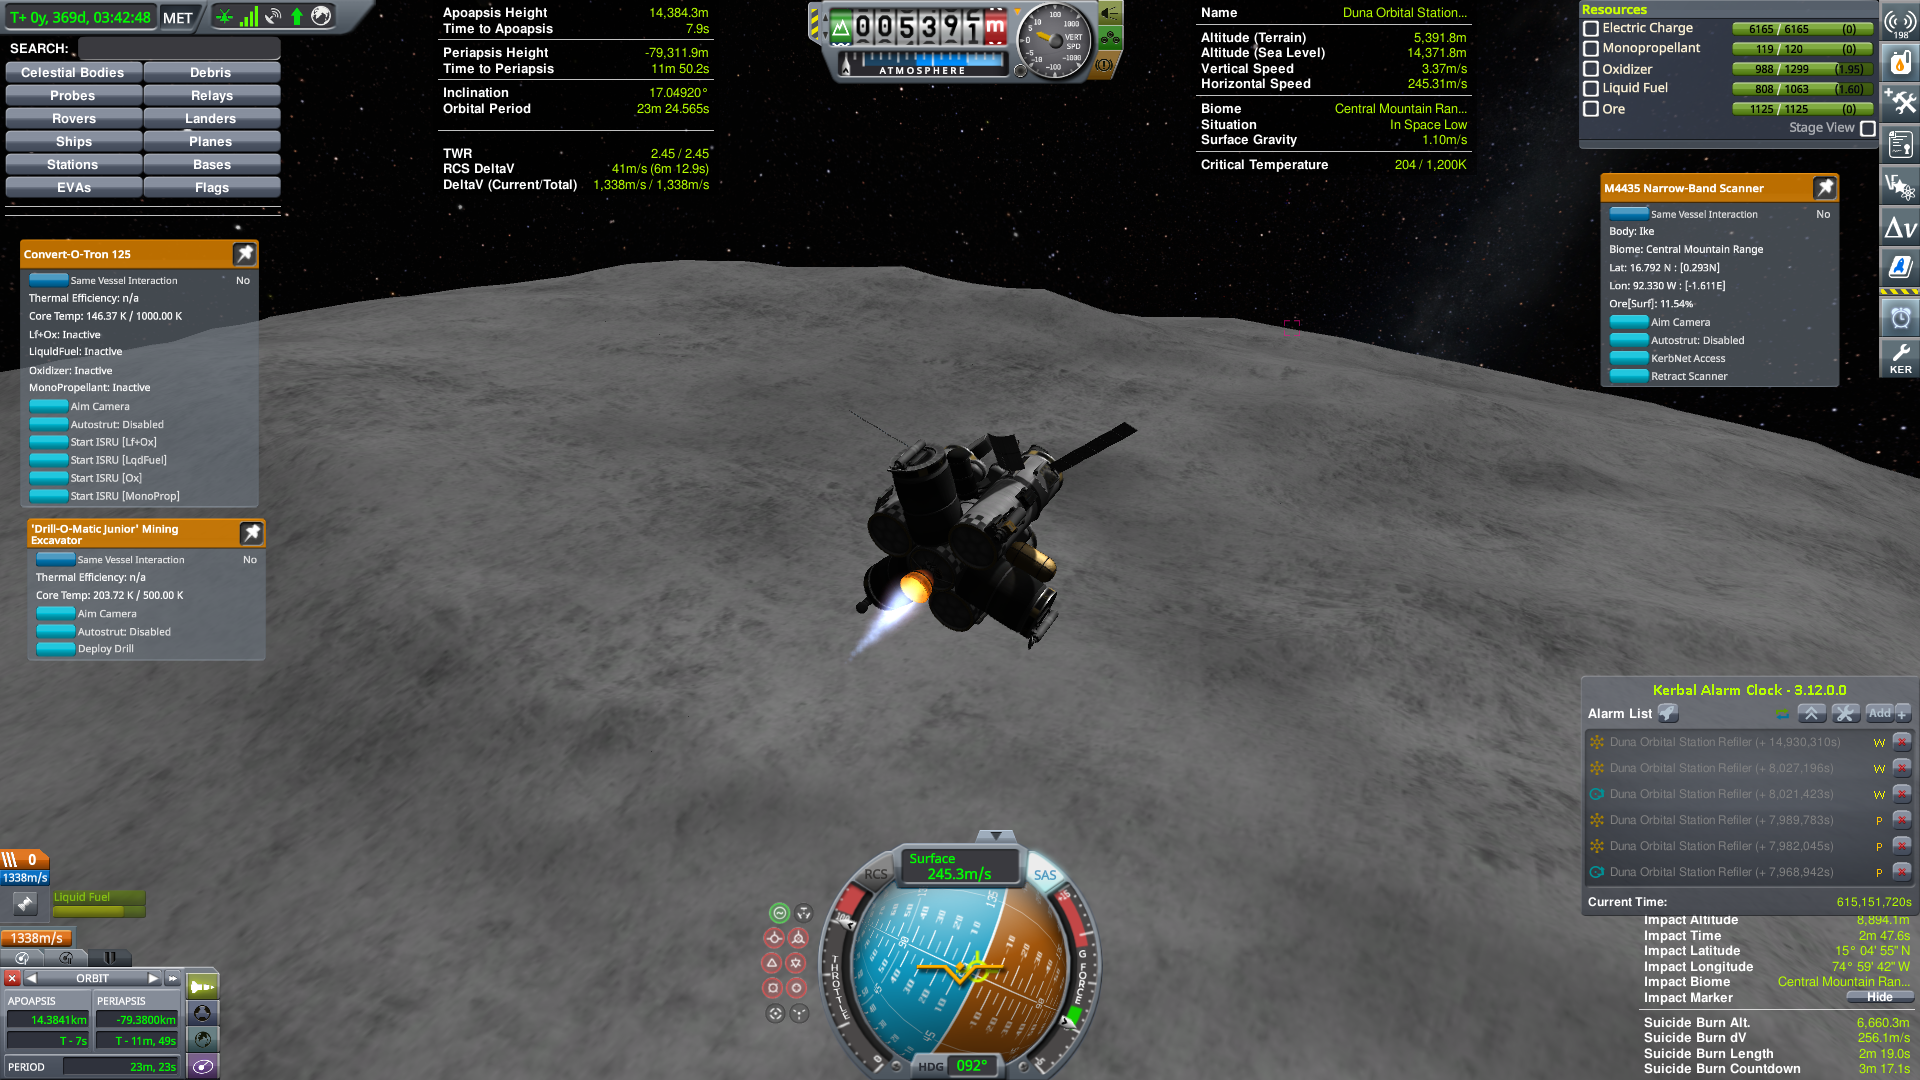 T+ 0y, 369d, 03:42:48 MET
SEARCH:
Celestial Bodies Debris
Probes Relays
Rovers Landers
Ships Planes
Stations Bases
EVAs Flags
Apoapsis Height 14,384.3m
Time to Apoapsis 7.9s
Periapsis Height -79,311.9m
Time to Periapsis 11m 50.2s
Inclination 17.04920°
Orbital Period 23m 24.565s
TWR 2.45 / 2.45
RCS DeltaV 41m/s (6m 12.9s)
DeltaV (Current/Total) 1,338m/s / 1,338m/s
005391 m
ATMOSPHERE
VERT SPD
Name Duna Orbital Station...
Altitude (Terrain) 5,391.8m
Altitude (Sea Level) 14,371.8m
Vertical Speed 3.37m/s
Horizontal Speed 245.31m/s
Biome Central Mountain Ran...
Situation In Space Low
Surface Gravity 1.10m/s
Critical Temperature 204 / 1,200K
Resources
Electric Charge 6165 / 6165 (0)
Monopropellant 119 / 120 (0)
Oxidizer 988 / 1299 (1.95)
Liquid Fuel 808 / 1063 (1.60)
Ore 1125 / 1125 (0)
Stage View
198
Δv
KER
M4435 Narrow-Band Scanner
Same Vessel Interaction No
Body: Ike
Biome: Central Mountain Range
Lat: 16.792 N : [0.293N]
Lon: 92.330 W : [-1.611E]
Ore[Surf]: 11.54%
Aim Camera
Autostrut: Disabled
KerbNet Access
Retract Scanner
Convert-O-Tron 125
Same Vessel Interaction No
Thermal Efficiency: n/a
Core Temp: 146.37 K / 1000.00 K
Lf+Ox: Inactive
LiquidFuel: Inactive
Oxidizer: Inactive
MonoPropellant: Inactive
Aim Camera
Autostrut: Disabled
Start ISRU [Lf+Ox]
Start ISRU [LqdFuel]
Start ISRU [Ox]
Start ISRU [MonoProp]
'Drill-O-Matic Junior' Mining
Excavator
Same Vessel Interaction No
Thermal Efficiency: n/a
Core Temp: 203.72 K / 500.00 K
Aim Camera
Autostrut: Disabled
Deploy Drill
Kerbal Alarm Clock - 3.12.0.0
Alarm List Add +
Duna Orbital Station Refiler (+ 14,930,310s) W
Duna Orbital Station Refiler (+ 8,027,196s) W
Duna Orbital Station Refiler (+ 8,021,423s) W
Duna Orbital Station Refiler (+ 7,989,783s) P
Duna Orbital Station Refiler (+ 7,982,045s) P
Duna Orbital Station Refiler (+ 7,968,942s) P
Current Time: 615,151,720s
Impact Altitude 8,894.1m
Impact Time 2m 47.6s
Impact Latitude 15° 04' 55" N
Impact Longitude 74° 59' 42" W
Impact Biome Central Mountain Ran...
Impact Marker Hide
Suicide Burn Alt. 6,660.3m
Suicide Burn dV 256.1m/s
Suicide Burn Length 2m 19.0s
Suicide Burn Countdown 3m 17.1s
0
1338m/s
Liquid Fuel
1338m/s
ORBIT
APOAPSIS PERIAPSIS
14.3841km -79.3800km
T - 7s T - 11m, 49s
PERIOD 23m, 23s
Surface
245.3m/s
RCS SAS
THROTTLE
G FORCE
HDG 092°